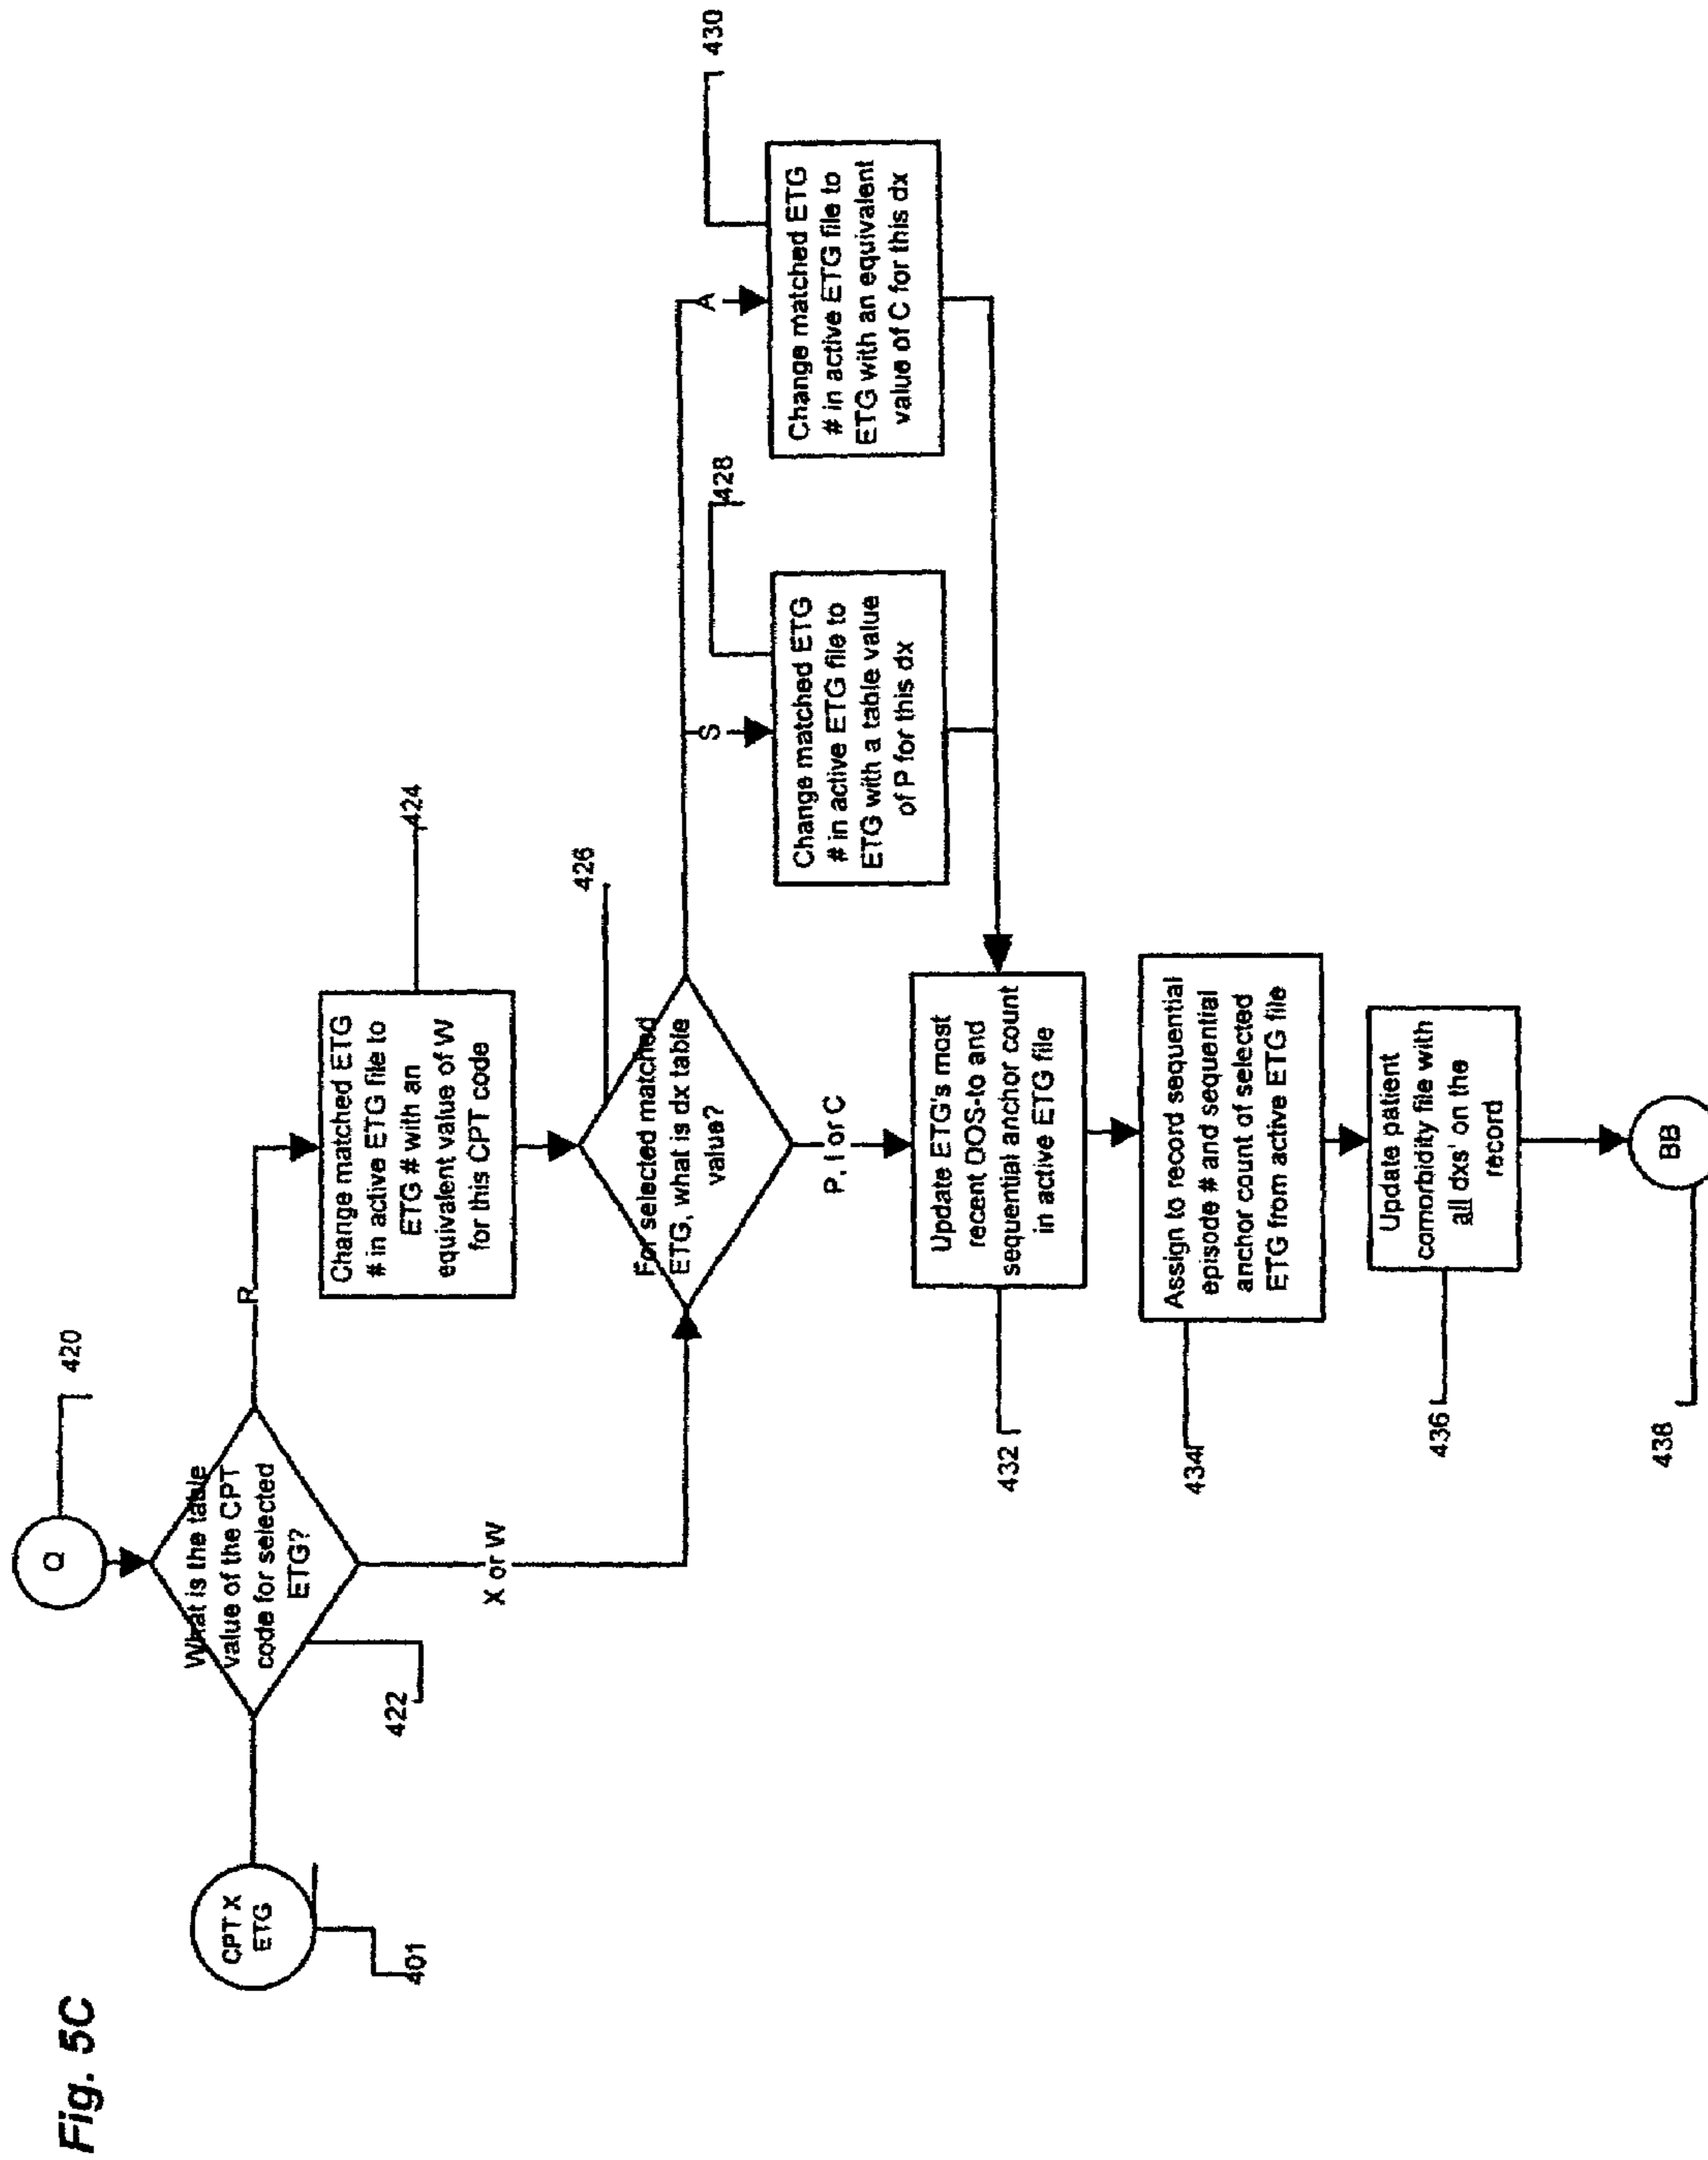 Fig. 5C
Q
420
CPT X
ETG
401
What is the table
value of the CPT
code for selected
ETG?
422
R
X or W
Change matched ETG
# in active ETG file to
ETG # with an
equivalent value of W
for this CPT code
424
For selected matched
ETG, what is dx table
value?
426
S
A
P, I or C
Change matched ETG
# in active ETG file to
ETG with a table value
of P for this dx
428
Change matched ETG
# in active ETG file to
ETG with an equivalent
value of C for this dx
430
Update ETG's most
recent DOS-to and
sequential anchor count
in active ETG file
432
Assign to record sequential
episode # and sequential
anchor count of selected
ETG from active ETG file
434
Update patient
comorbidity file with
all dxs' on the
record
436
BB
438